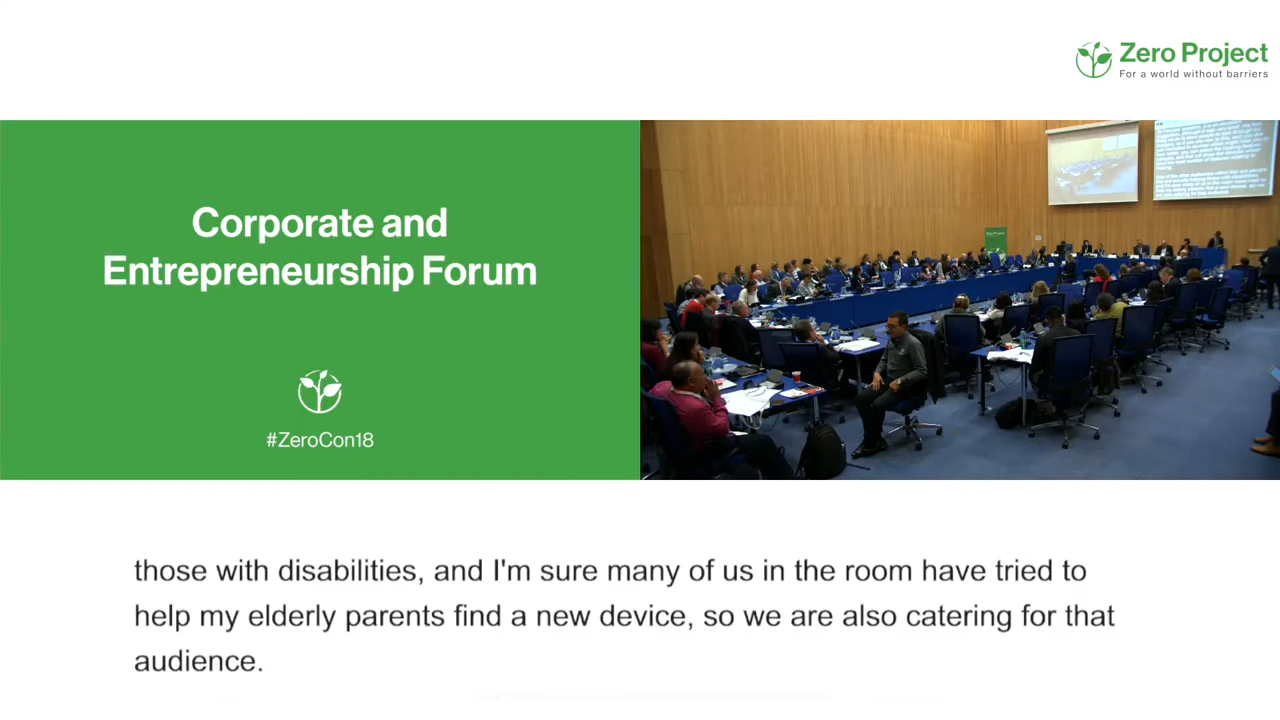 Zero Project
For a world without barriers
Corporate and
Entrepreneurship Forum
#ZeroCon18
Zero Project
those with disabilities, and I'm sure many of us in the room have tried to
help my elderly parents find a new device, so we are also catering for that
audience.